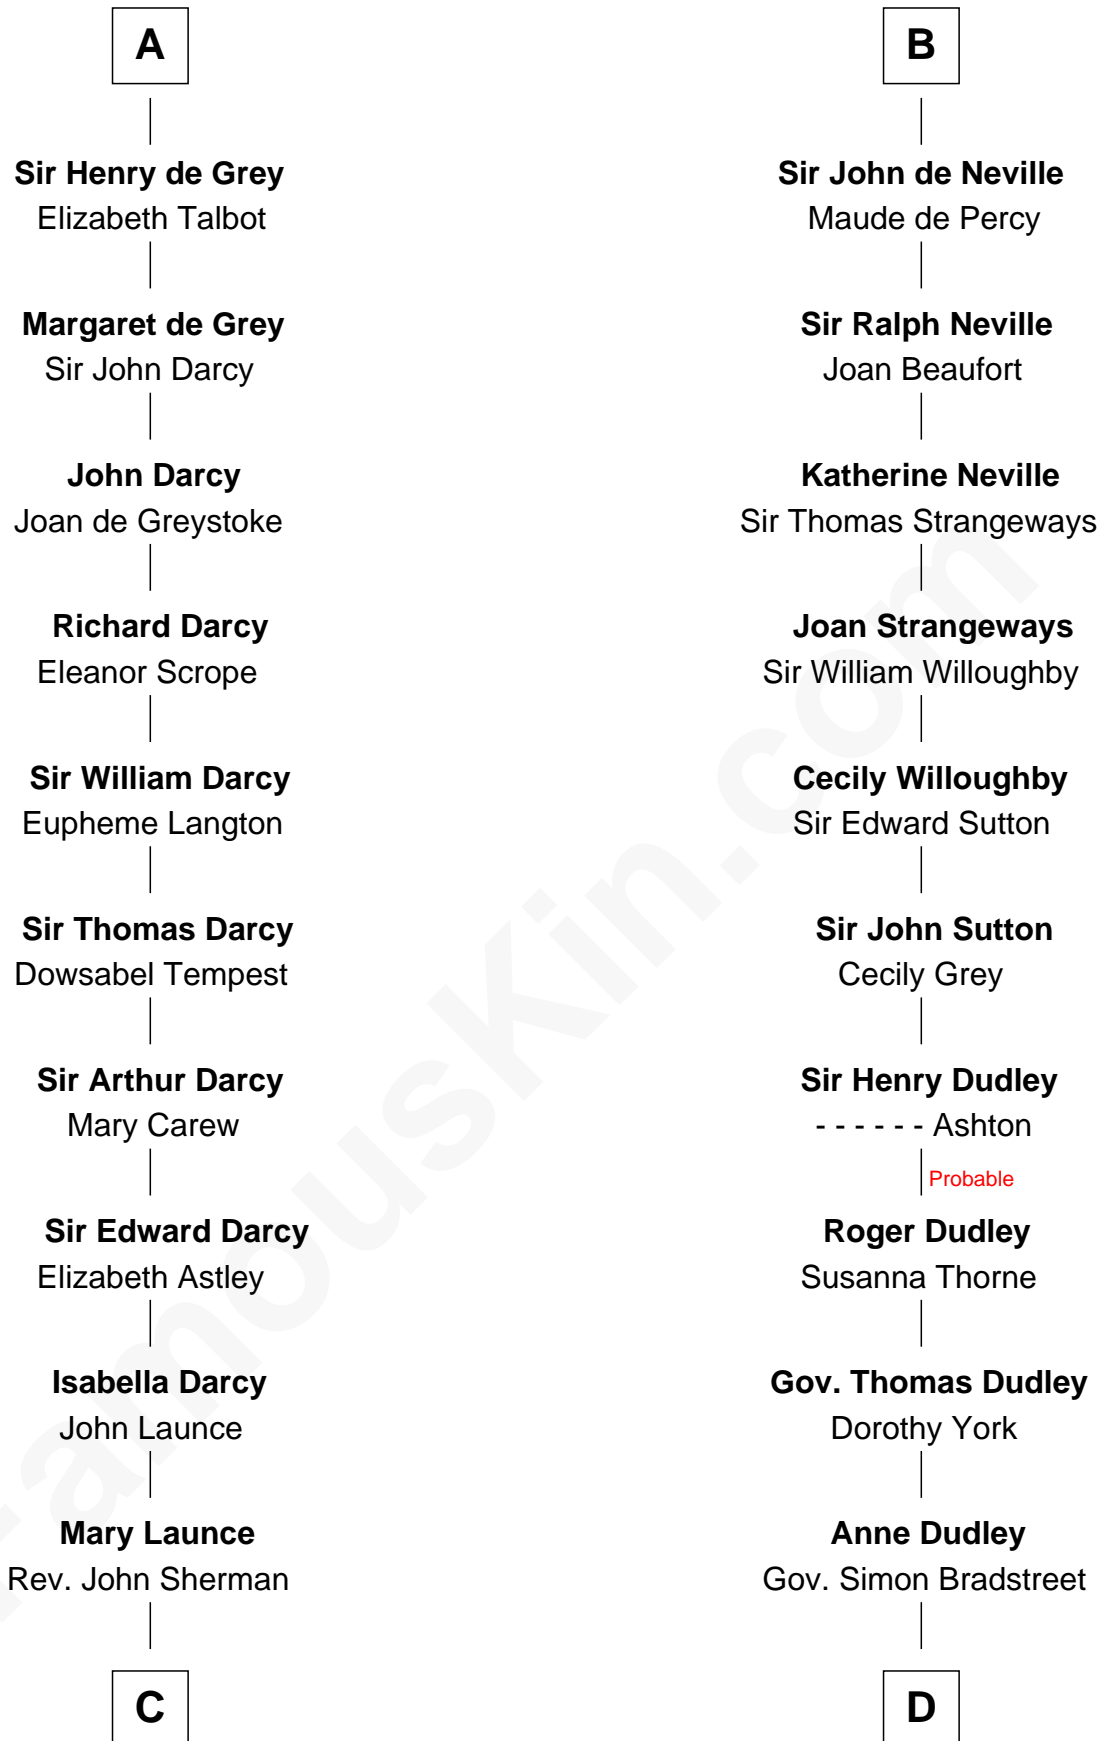 A
Sir Henry de Grey
Elizabeth Talbot
Margaret de Grey
Sir John Darcy
John Darcy
Joan de Greystoke
Richard Darcy
Eleanor Scrope
Sir William Darcy
Eupheme Langton
Sir Thomas Darcy
Dowsabel Tempest
Sir Arthur Darcy
Mary Carew
Sir Edward Darcy
Elizabeth Astley
Isabella Darcy
John Launce
Mary Launce
Rev. John Sherman
C
B
Sir John de Neville
Maude de Percy
Sir Ralph Neville
Joan Beaufort
Katherine Neville
Sir Thomas Strangeways
Joan Strangeways
Sir William Willoughby
Cecily Willoughby
Sir Edward Sutton
Sir John Sutton
Cecily Grey
Sir Henry Dudley
- - - - - - Ashton
Probable
Roger Dudley
Susanna Thorne
Gov. Thomas Dudley
Dorothy York
Anne Dudley
Gov. Simon Bradstreet
D
FamousKin.com